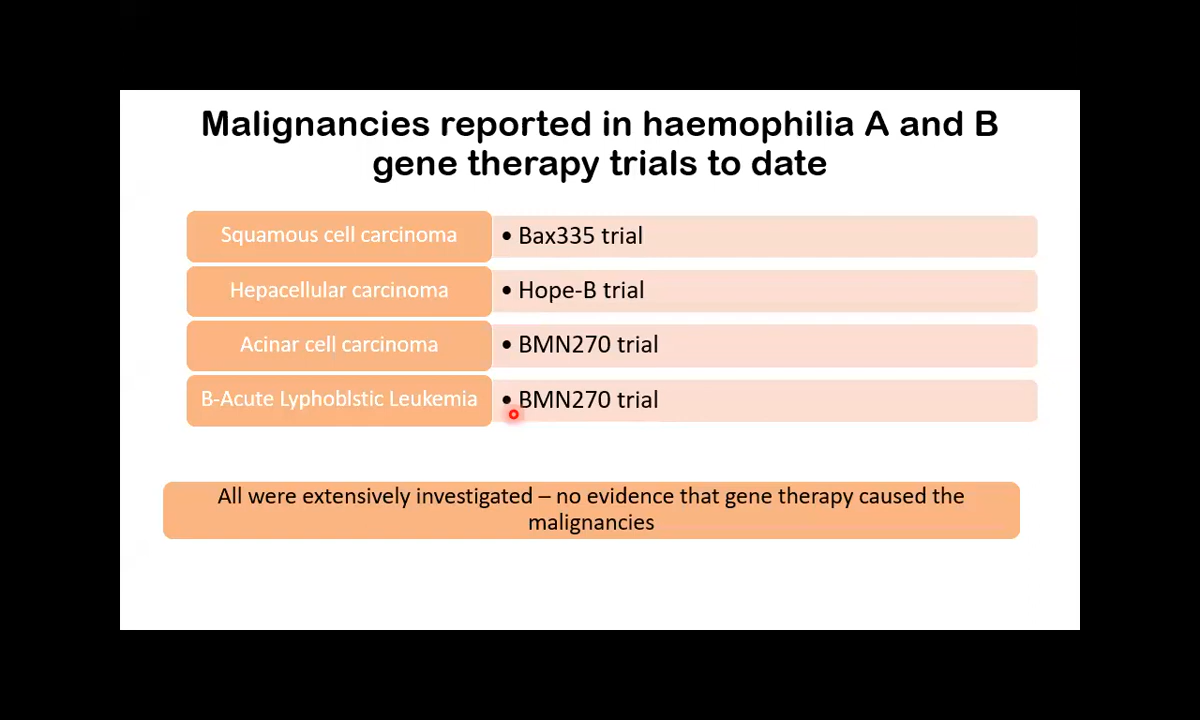 Malignancies reported in haemophilia A and B
gene therapy trials to date
Squamous cell carcinoma • Bax335 trial
Hepacellular carcinoma • Hope-B trial
Acinar cell carcinoma • BMN270 trial
B-Acute Lyphoblstic Leukemia • BMN270 trial
All were extensively investigated – no evidence that gene therapy caused the
malignancies